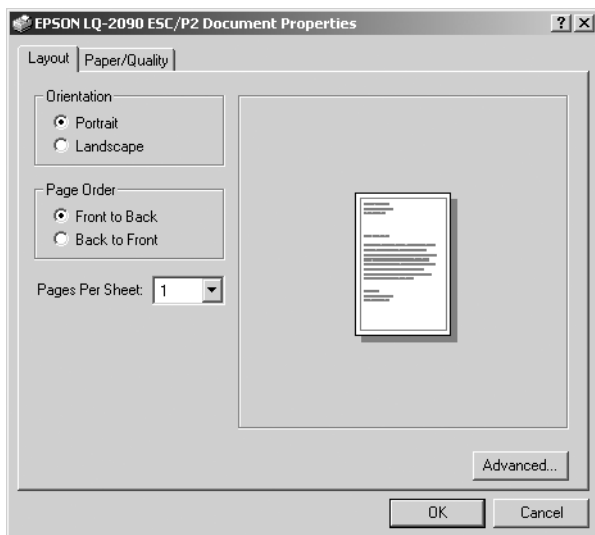 EPSON LQ-2090 ESC/P2 Document Properties
Layout
Paper/Quality
Orientation
Portrait
Landscape
Page Order
Front to Back
Back to Front
Pages Per Sheet: 1
Advanced...
OK
Cancel